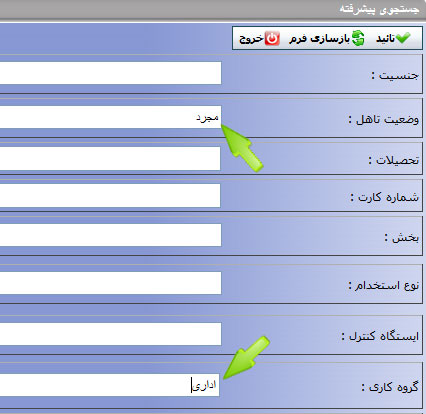 جستجوی پیشرفته
تائید بازسازی فرم خروج
جنسیت :
وضعیت تاهل : مجرد
تحصیلات :
شماره کارت :
بخش :
نوع استخدام :
ایستگاه کنترل :
گروه کاری : اداری